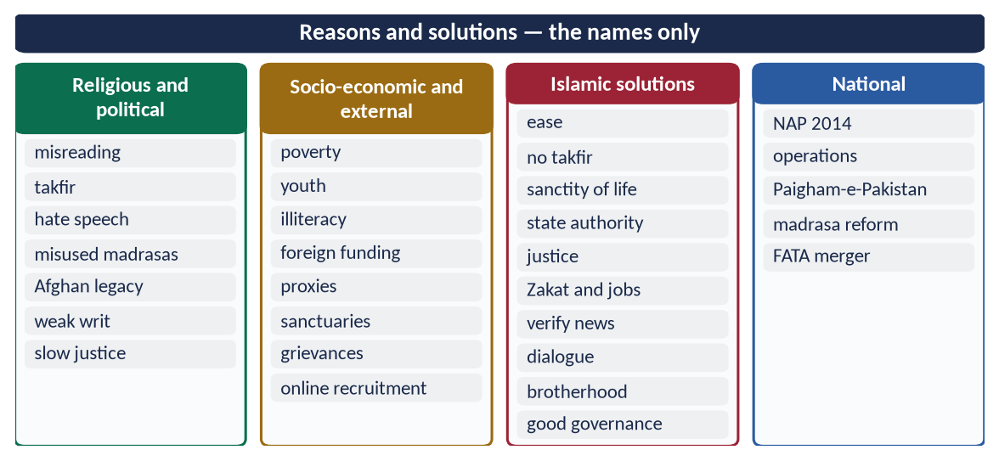 Reasons and solutions — the names only
Religious and
political
misreading
takfir
hate speech
misused madrasas
Afghan legacy
weak writ
slow justice
Socio-economic and
external
poverty
youth
illiteracy
foreign funding
proxies
sanctuaries
grievances
online recruitment
Islamic solutions
ease
no takfir
sanctity of life
state authority
justice
Zakat and jobs
verify news
dialogue
brotherhood
good governance
National
NAP 2014
operations
Paigham-e-Pakistan
madrasa reform
FATA merger